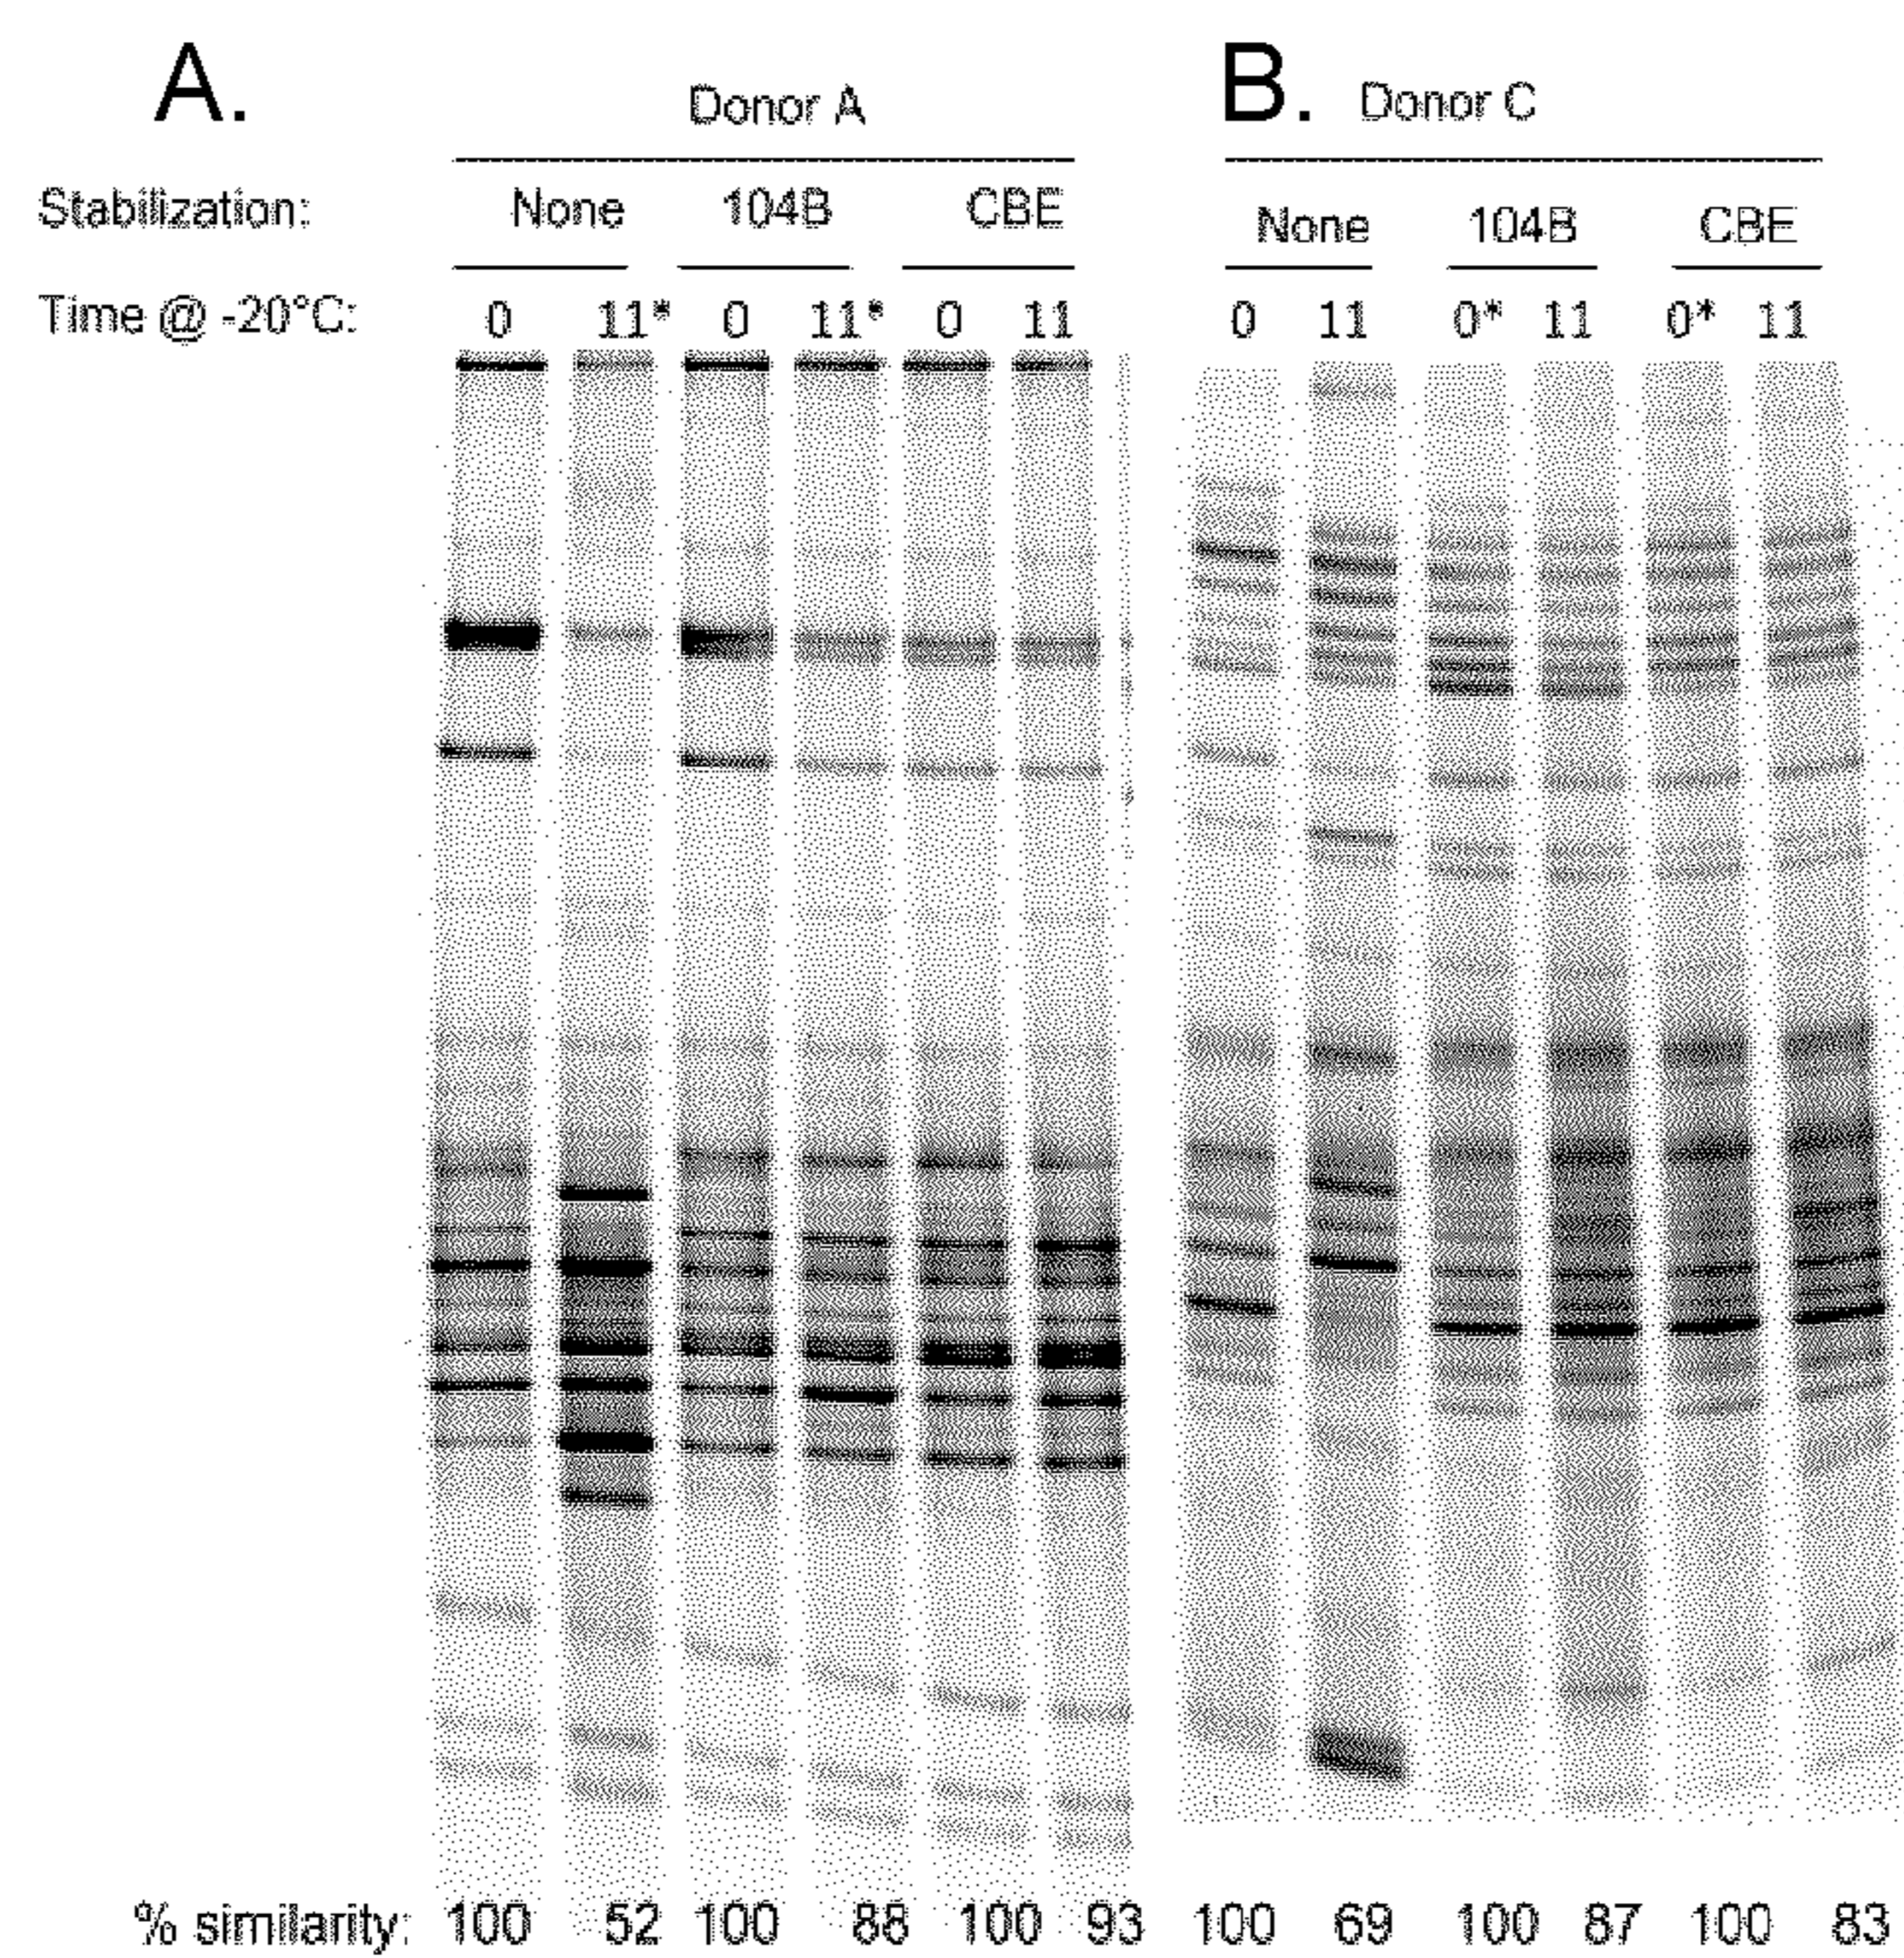 A. Donor A B. Donor C
Stabilization: None 104B CBE None 104B CBE
Time @ -20°C: 0 11* 0 11* 0 11 0 11 0* 11 0* 11
% similarity: 100 52 100 88 100 93 100 69 100 87 100 83